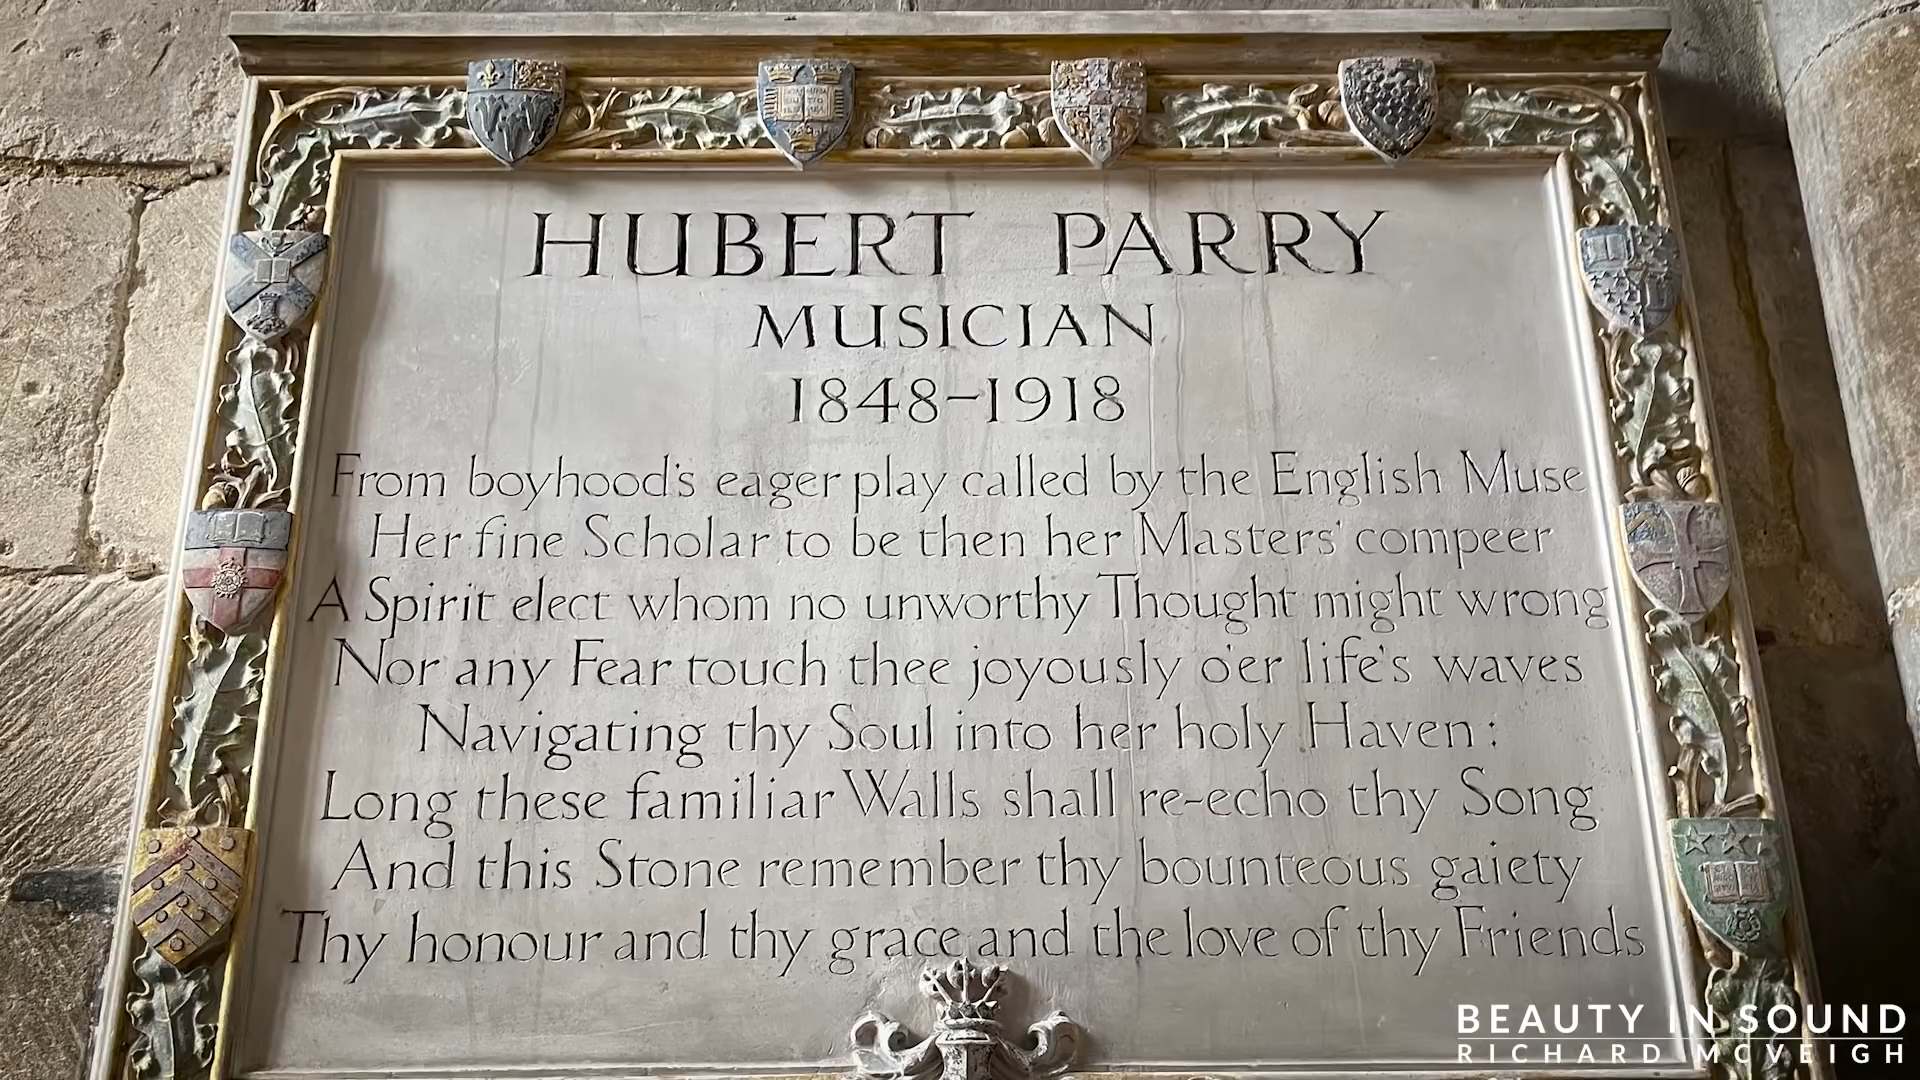 HUBERT PARRY
MUSICIAN
1848-1918
From boyhood's eager play called by the English Muse
Her fine Scholar to be then her Masters' compeer
A Spirit elect whom no unworthy Thought might wrong
Nor any Fear touch thee joyously o'er life's waves
Navigating thy Soul into her holy Haven:
Long these familiar Walls shall re-echo thy Song
And this Stone remember thy bounteous gaiety
Thy honour and thy grace and the love of thy Friends
BEAUTY IN SOUND
RICHARD MCVEIGH